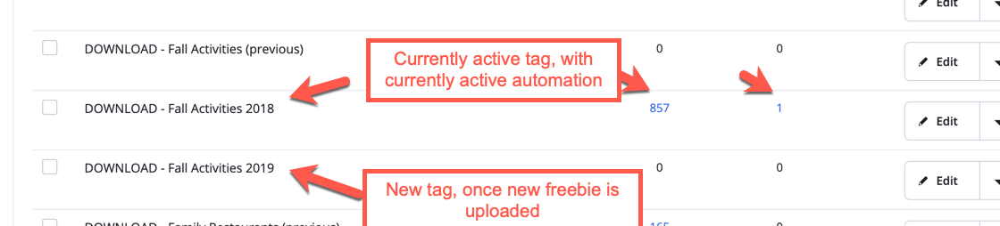 Edit
DOWNLOAD - Fall Activities (previous)
0
0
Edit
Currently active tag, with
currently active automation
DOWNLOAD - Fall Activities 2018
857
1
Edit
DOWNLOAD - Fall Activities 2019
0
0
Edit
New tag, once new freebie is
uploaded
DOWNLOAD - Family Restaurants (previous)
165
0